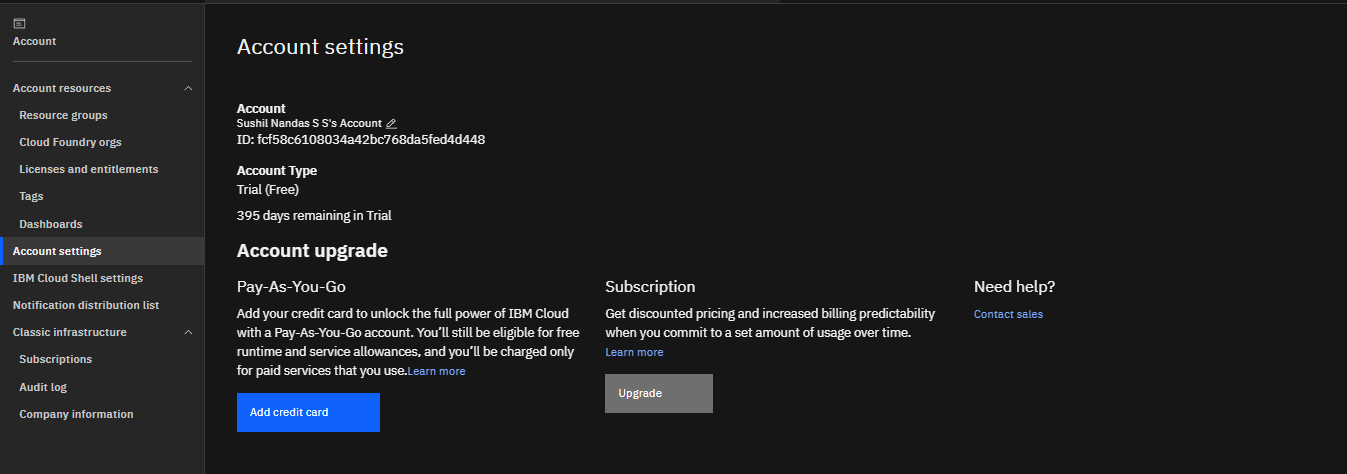 Account
Account resources
Resource groups
Cloud Foundry orgs
Licenses and entitlements
Tags
Dashboards
Account settings
IBM Cloud Shell settings
Notification distribution list
Classic infrastructure
Subscriptions
Audit log
Company information
Account settings
Account
Sushil Nandas S S's Account
ID: fcf58c6108034a42bc768da5fed4d448
Account Type
Trial (Free)
395 days remaining in Trial
Account upgrade
Pay-As-You-Go
Add your credit card to unlock the full power of IBM Cloud
with a Pay-As-You-Go account. You’ll still be eligible for free
runtime and service allowances, and you’ll be charged only
for paid services that you use.Learn more
Add credit card
Subscription
Get discounted pricing and increased billing predictability
when you commit to a set amount of usage over time.
Learn more
Upgrade
Need help?
Contact sales